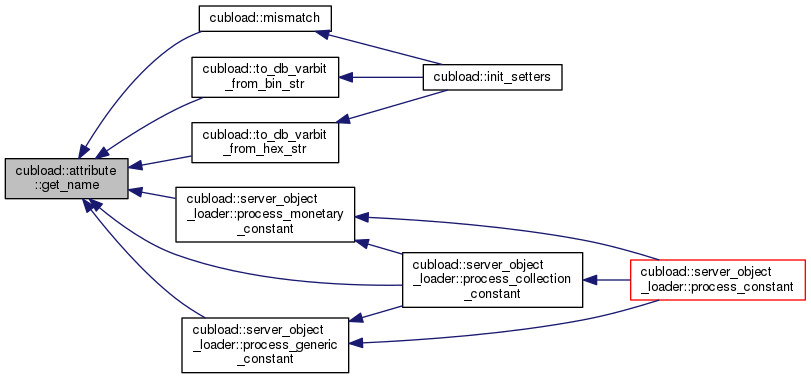 cubload::mismatch
cubload::to_db_varbit
_from_bin_str
cubload::init_setters
cubload::to_db_varbit
_from_hex_str
cubload::attribute
::get_name
cubload::server_object
_loader::process_monetary
_constant
cubload::server_object
_loader::process_collection
_constant
cubload::server_object
_loader::process_constant
cubload::server_object
_loader::process_generic
_constant